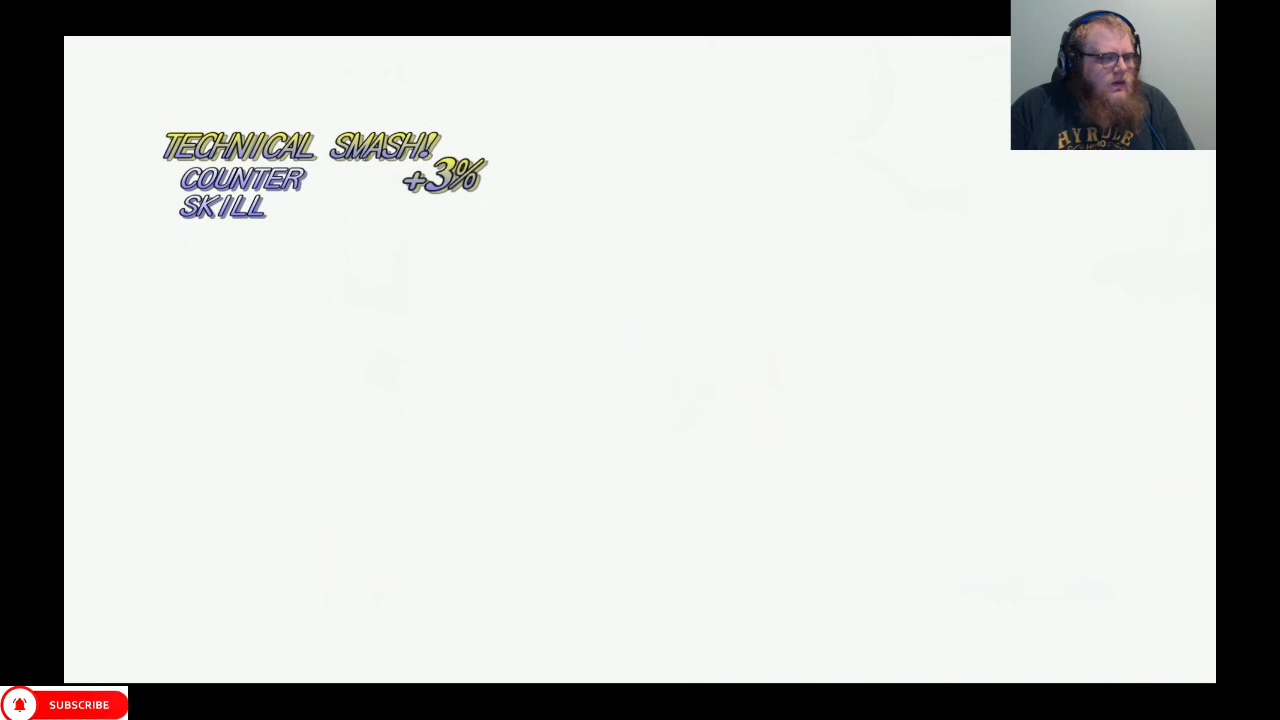 TECHNICAL SMASH!
COUNTER +3%
SKILL
HYRULE
SUBSCRIBE